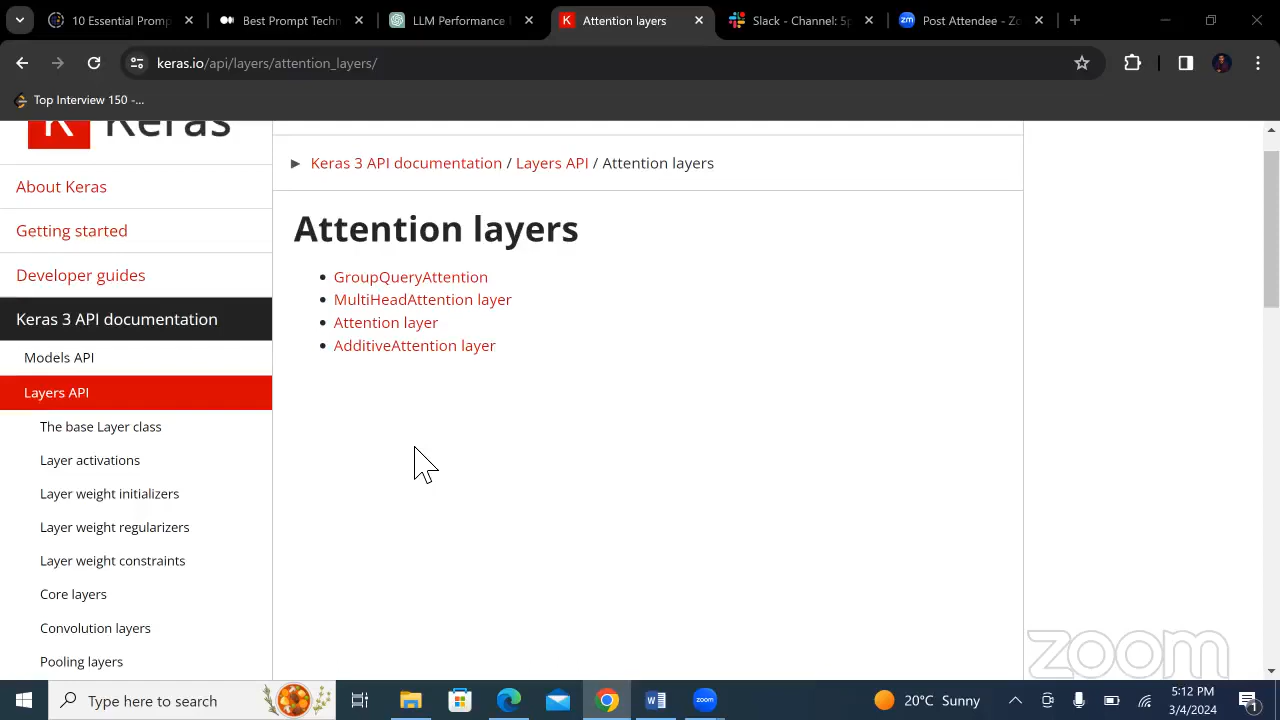 10 Essential Promp
Best Prompt Techn
LLM Performance
Attention layers
Slack - Channel: Sp
Post Attendee - Zo
keras.io/api/layers/attention_layers/
Top Interview 150 -...
K Keras
About Keras
Getting started
Developer guides
Keras 3 API documentation
Models API
Layers API
The base Layer class
Layer activations
Layer weight initializers
Layer weight regularizers
Layer weight constraints
Core layers
Convolution layers
Pooling layers
► Keras 3 API documentation / Layers API / Attention layers
Attention layers
• GroupQueryAttention
• MultiHeadAttention layer
• Attention layer
• AdditiveAttention layer
zoom
Type here to search
zoom
20°C Sunny
5:12 PM
3/4/2024
1